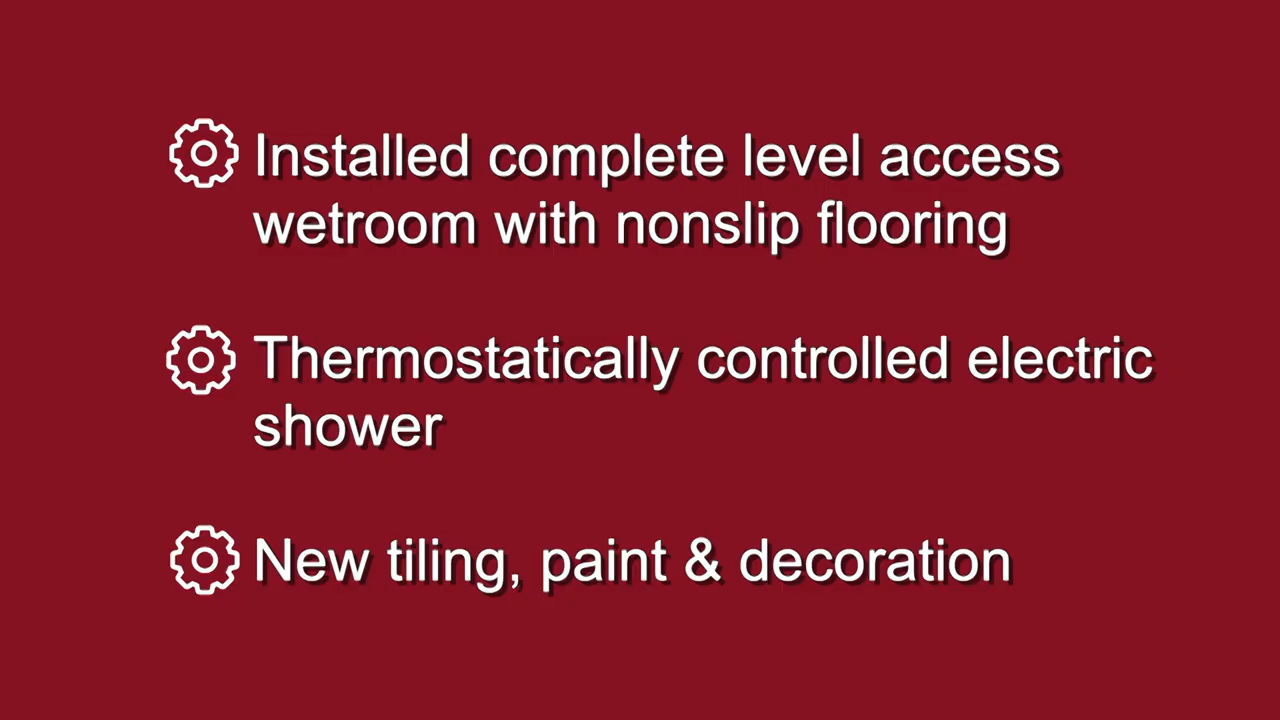 Installed complete level access
wetroom with nonslip flooring
Thermostatically controlled electric
shower
New tiling, paint & decoration